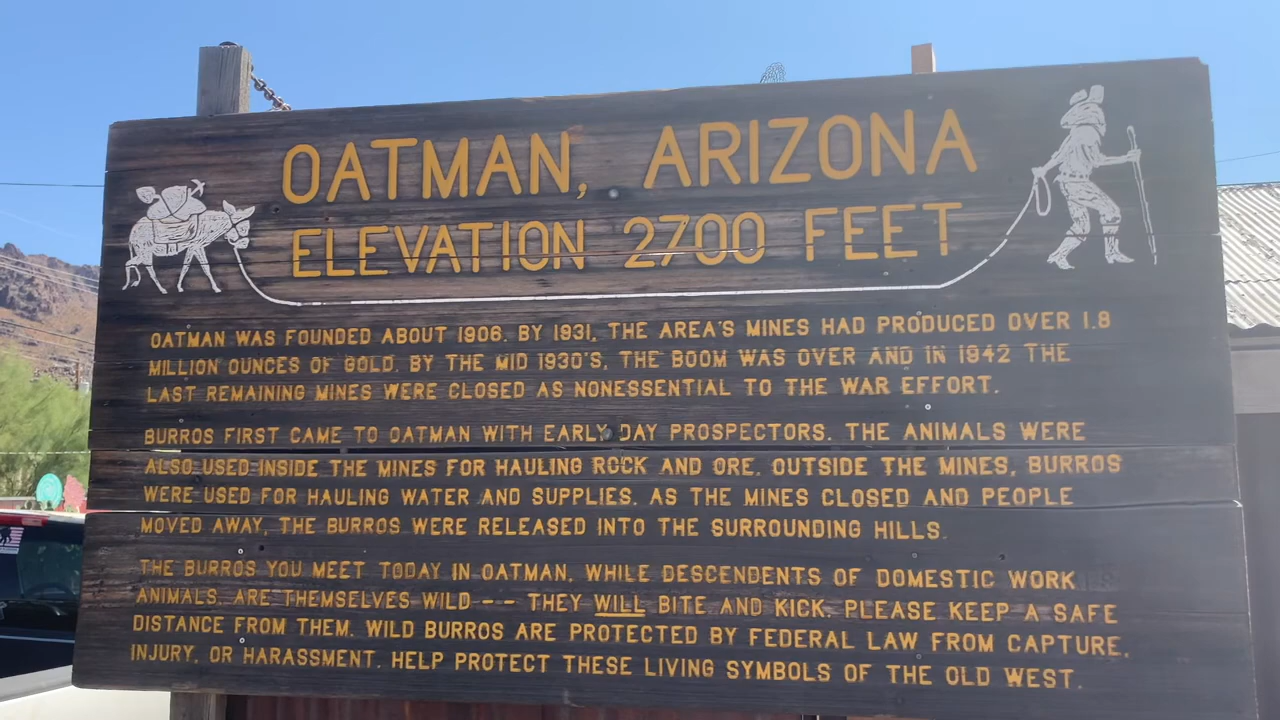 OATMAN, ARIZONA
ELEVATION 2700 FEET
OATMAN WAS FOUNDED ABOUT 1906. BY 1931, THE AREA'S MINES HAD PRODUCED OVER 1.8
MILLION OUNCES OF GOLD. BY THE MID 1930'S, THE BOOM WAS OVER AND IN 1942 THE
LAST REMAINING MINES WERE CLOSED AS NONESSENTIAL TO THE WAR EFFORT.
BURROS FIRST CAME TO OATMAN WITH EARLY DAY PROSPECTORS. THE ANIMALS WERE
ALSO USED INSIDE THE MINES FOR HAULING ROCK AND ORE. OUTSIDE THE MINES, BURROS
WERE USED FOR HAULING WATER AND SUPPLIES. AS THE MINES CLOSED AND PEOPLE
MOVED AWAY, THE BURROS WERE RELEASED INTO THE SURROUNDING HILLS.
THE BURROS YOU MEET TODAY IN OATMAN, WHILE DESCENDENTS OF DOMESTIC WORK
ANIMALS, ARE THEMSELVES WILD -- THEY WILL BITE AND KICK. PLEASE KEEP A SAFE
DISTANCE FROM THEM. WILD BURROS ARE PROTECTED BY FEDERAL LAW FROM CAPTURE,
INJURY, OR HARASSMENT. HELP PROTECT THESE LIVING SYMBOLS OF THE OLD WEST.